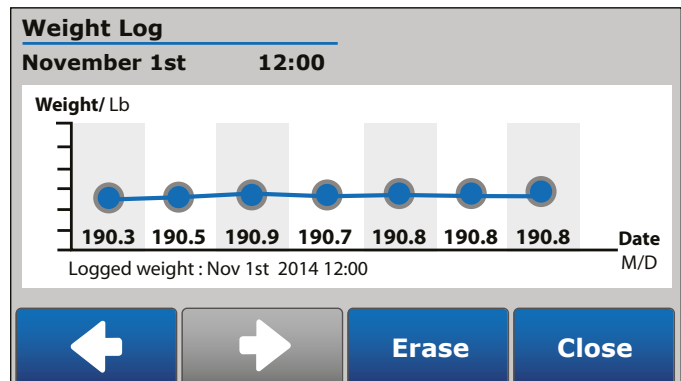 Weight Log
November 1st 12:00
Weight/ Lb
190.3 190.5 190.9 190.7 190.8 190.8 190.8 Date
M/D
Logged weight : Nov 1st 2014 12:00
Erase Close